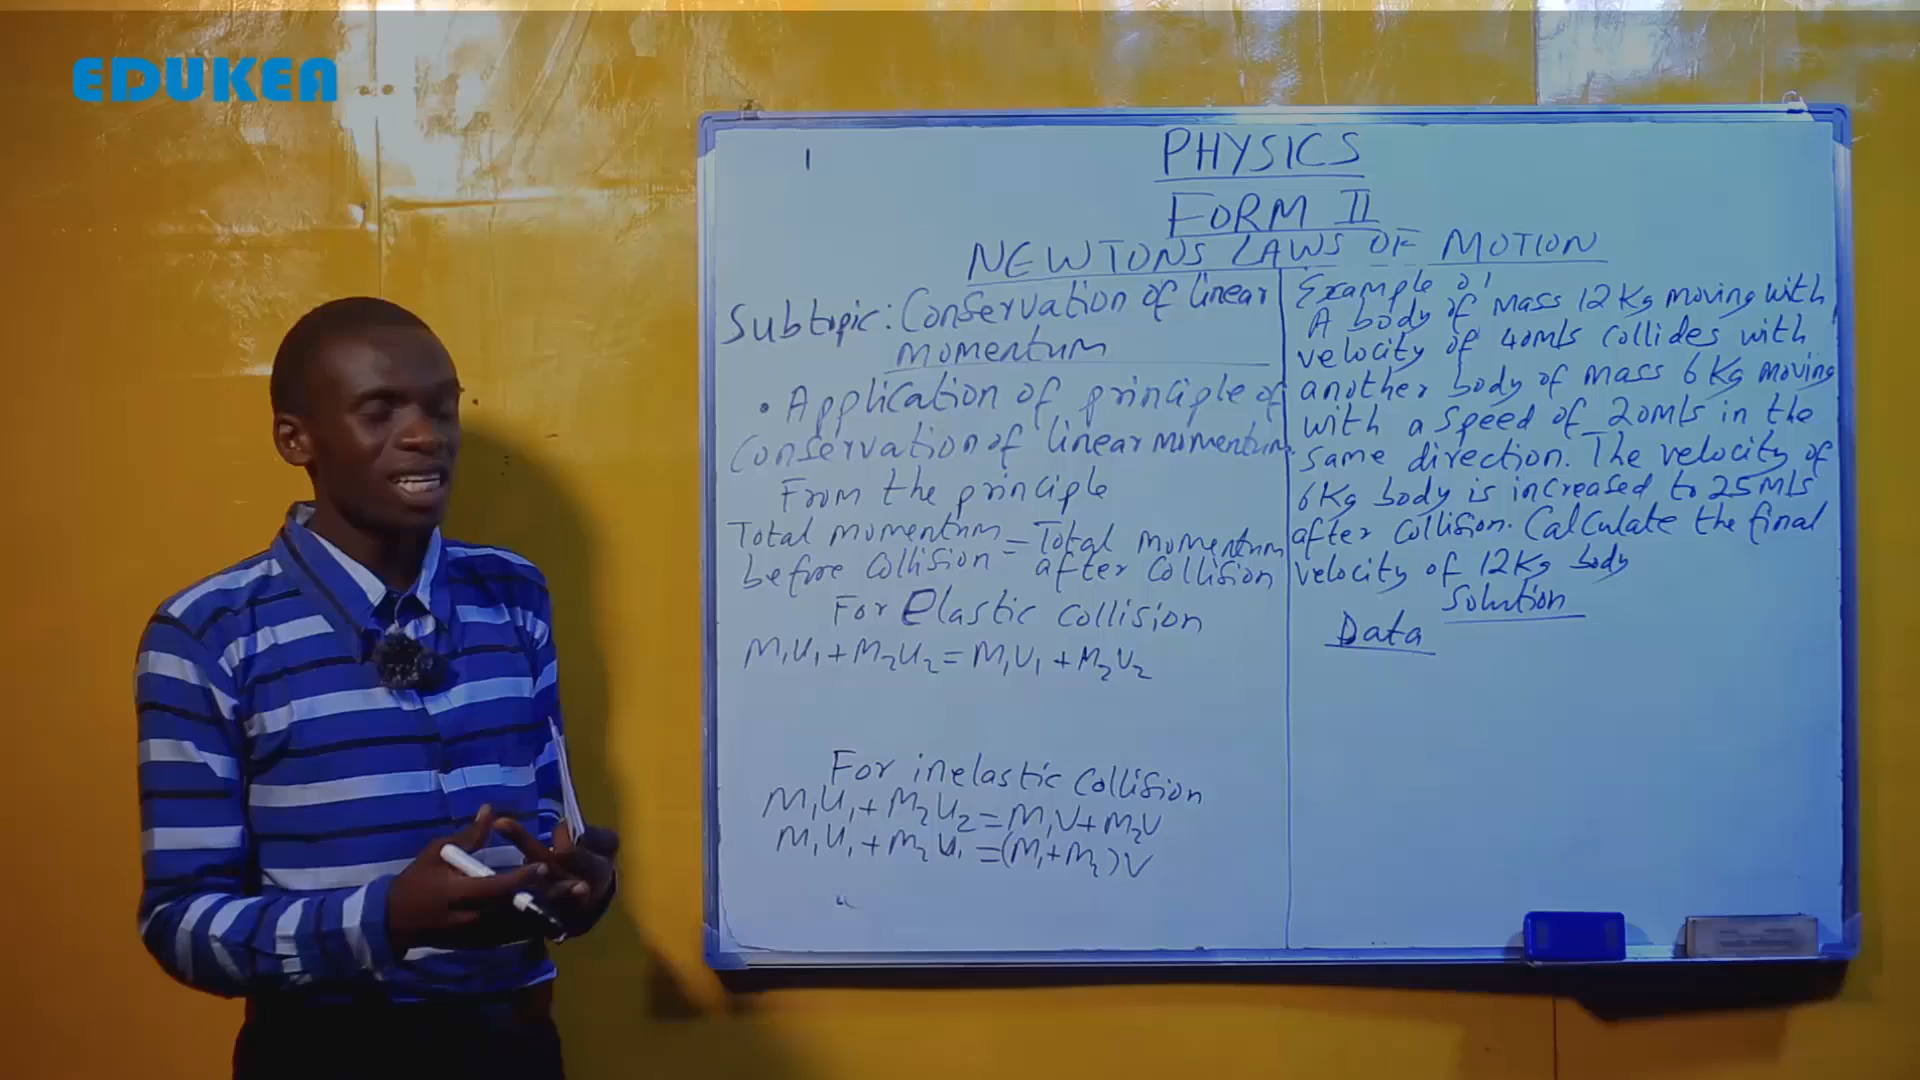 EDUKEA
PHYSICS
FORM II
NEWTONS LAWS OF MOTION
Subtopic: Conservation of linear
momentum
• Application of principle of
Conservation of linear momentum.
From the principle
Total momentum = Total momentum
before Collision after Collision
For Elastic Collision
M₁U₁ + M₂U₂ = M₁V₁ + M₂V₂
For inelastic Collision
M₁U₁ + M₂U₂ = M₁V + M₂V
M₁U₁ + M₂U₁ = (M₁ + M₂)V
Example 01
A body of mass 12Kg moving with
velocity of 40m/s Collides with
another body of mass 6Kg moving
with a speed of 20m/s in the
same direction. The velocity of
6Kg body is increased to 25m/s
after Collision. Calculate the final
velocity of 12Kg body
Solution
Data